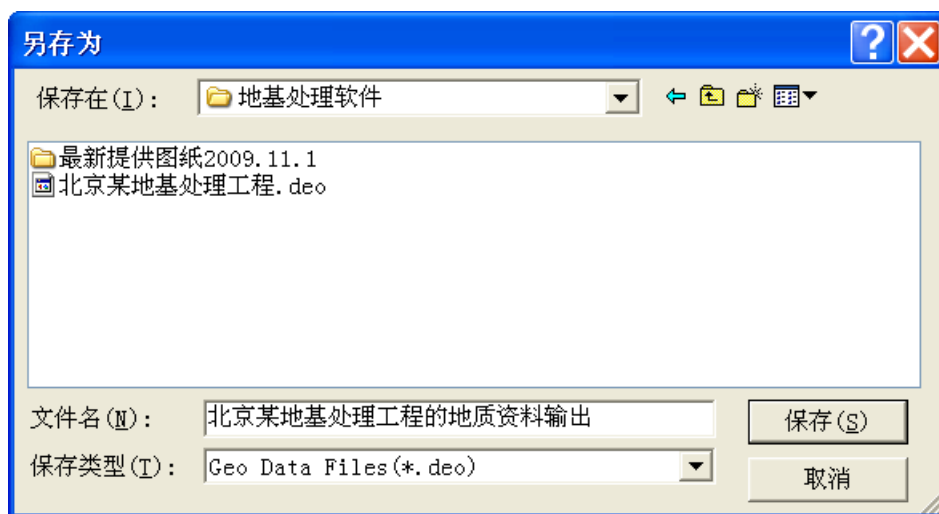 另存为
保存在(I): 地基处理软件
最新提供图纸2009.11.1
北京某地基处理工程.deo
文件名(N): 北京某地基处理工程的地质资料输出
保存(S)
保存类型(T): Geo Data Files(*.deo)
取消